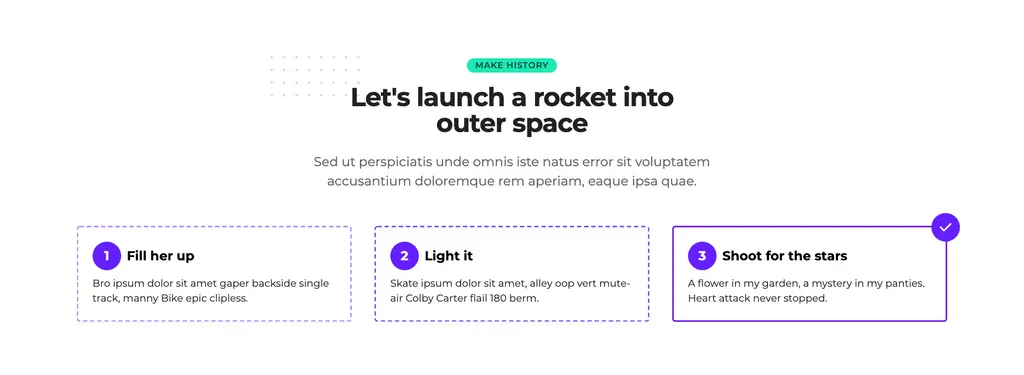 MAKE HISTORY
Let's launch a rocket into
outer space
Sed ut perspiciatis unde omnis iste natus error sit voluptatem
accusantium doloremque rem aperiam, eaque ipsa quae.
1 Fill her up
Bro ipsum dolor sit amet gaper backside single
track, manny Bike epic clipless.
2 Light it
Skate ipsum dolor sit amet, alley oop vert mute-
air Colby Carter flail 180 berm.
3 Shoot for the stars
A flower in my garden, a mystery in my panties.
Heart attack never stopped.